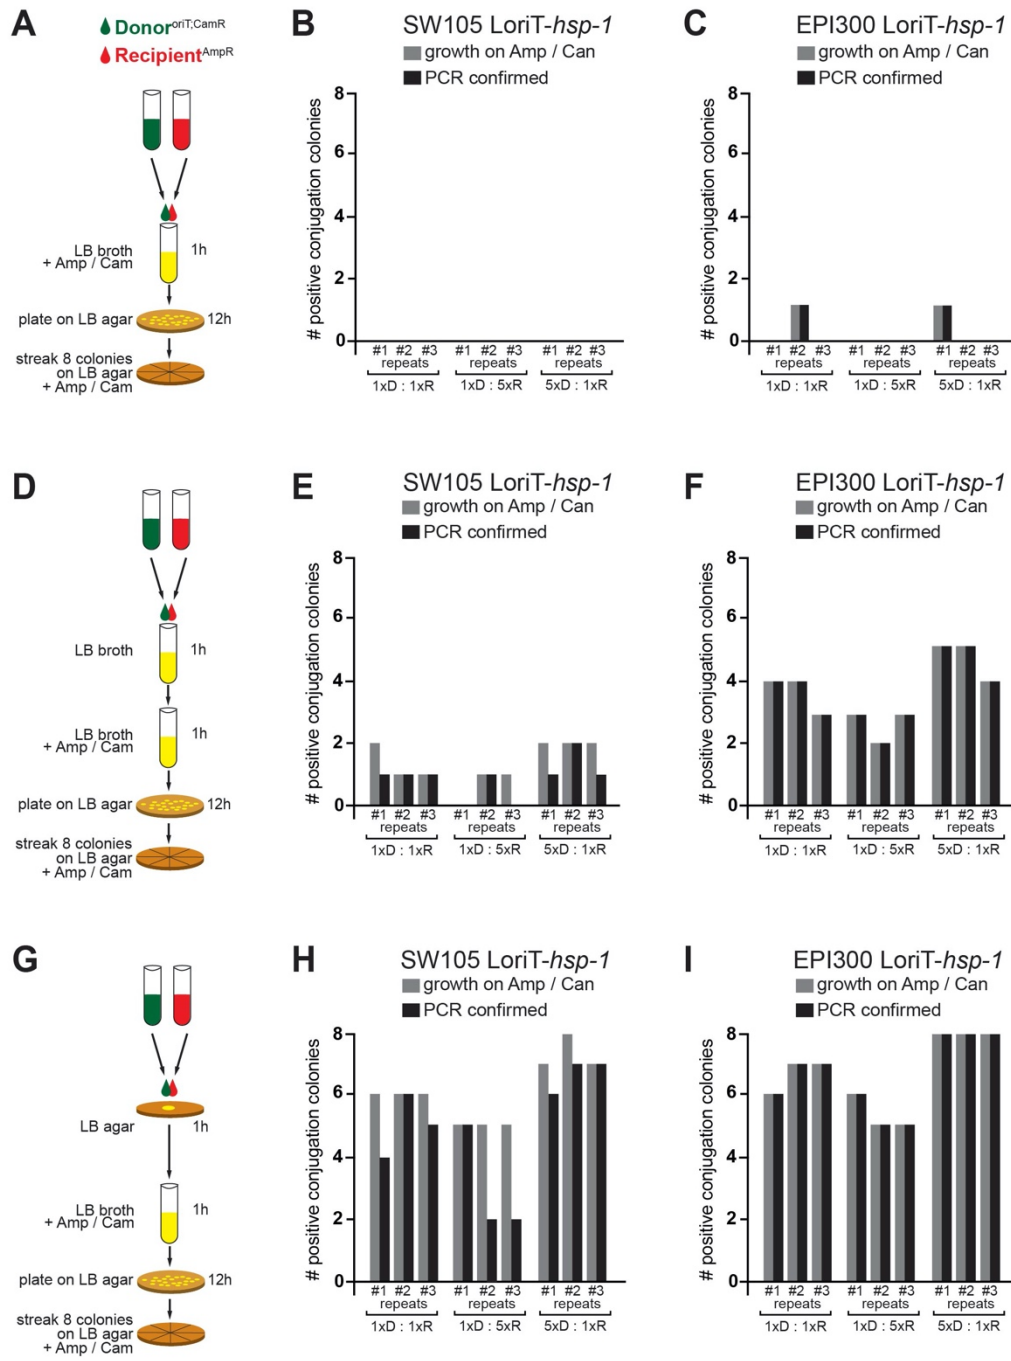 A
Donor oriT;CamR
Recipient AmpR
LB broth
+ Amp / Cam
1h
plate on LB agar
12h
streak 8 colonies
on LB agar
+ Amp / Cam
B
SW105 LoriT-hsp-1
growth on Amp / Can
PCR confirmed
# positive conjugation colonies
8
6
4
2
0
#1 #2 #3 #1 #2 #3 #1 #2 #3
repeats repeats repeats
1xD : 1xR 1xD : 5xR 5xD : 1xR
C
EPI300 LoriT-hsp-1
growth on Amp / Can
PCR confirmed
# positive conjugation colonies
8
6
4
2
0
#1 #2 #3 #1 #2 #3 #1 #2 #3
repeats repeats repeats
1xD : 1xR 1xD : 5xR 5xD : 1xR
D
LB broth
1h
LB broth
+ Amp / Cam
1h
plate on LB agar
12h
streak 8 colonies
on LB agar
+ Amp / Cam
E
SW105 LoriT-hsp-1
growth on Amp / Can
PCR confirmed
# positive conjugation colonies
8
6
4
2
0
#1 #2 #3 #1 #2 #3 #1 #2 #3
repeats repeats repeats
1xD : 1xR 1xD : 5xR 5xD : 1xR
F
EPI300 LoriT-hsp-1
growth on Amp / Can
PCR confirmed
# positive conjugation colonies
8
6
4
2
0
#1 #2 #3 #1 #2 #3 #1 #2 #3
repeats repeats repeats
1xD : 1xR 1xD : 5xR 5xD : 1xR
G
LB agar
1h
LB broth
+ Amp / Cam
1h
plate on LB agar
12h
streak 8 colonies
on LB agar
+ Amp / Cam
H
SW105 LoriT-hsp-1
growth on Amp / Can
PCR confirmed
# positive conjugation colonies
8
6
4
2
0
#1 #2 #3 #1 #2 #3 #1 #2 #3
repeats repeats repeats
1xD : 1xR 1xD : 5xR 5xD : 1xR
I
EPI300 LoriT-hsp-1
growth on Amp / Can
PCR confirmed
# positive conjugation colonies
8
6
4
2
0
#1 #2 #3 #1 #2 #3 #1 #2 #3
repeats repeats repeats
1xD : 1xR 1xD : 5xR 5xD : 1xR